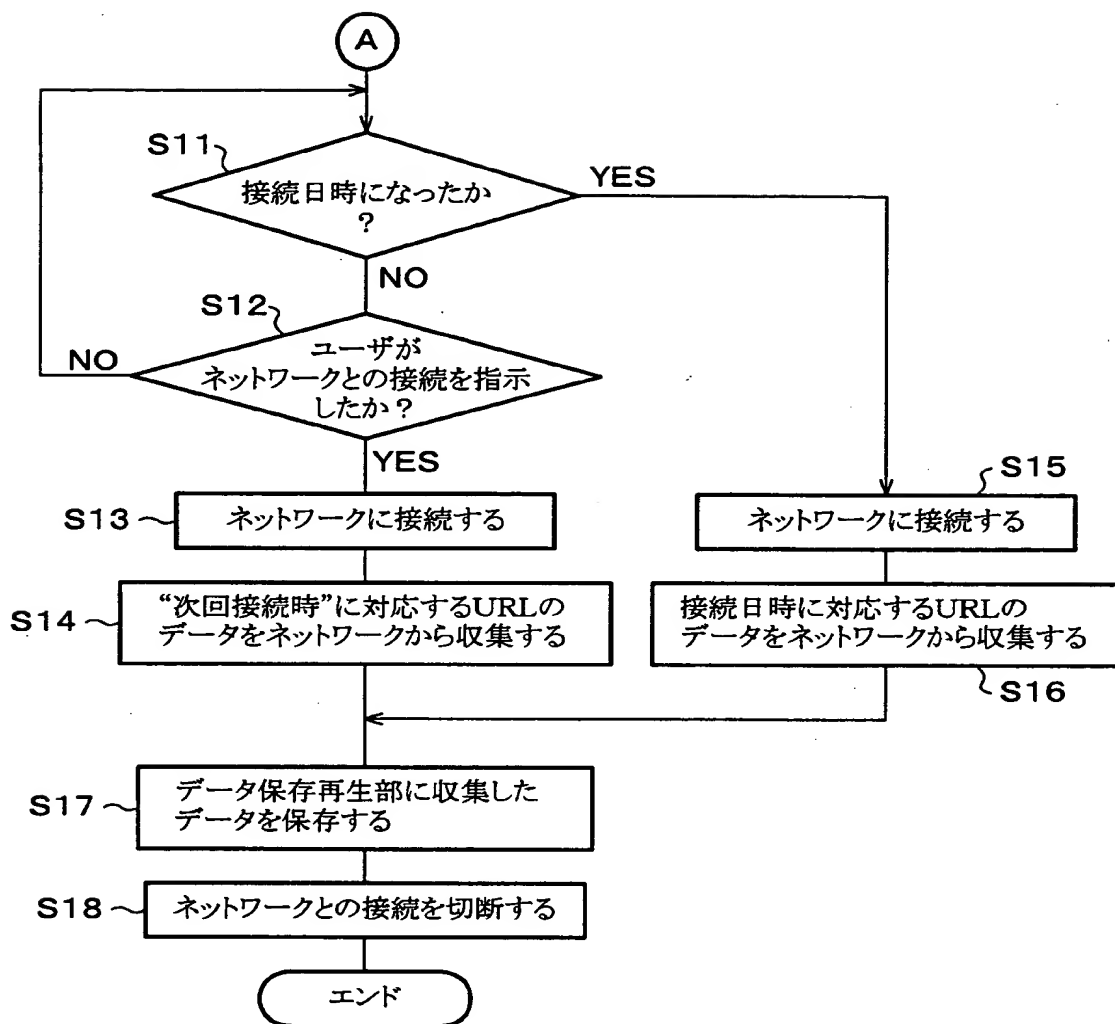 A
S11
接続日時になったか
?
YES
NO
S12
ユーザが
ネットワークとの接続を指示
したか?
NO
YES
S13
ネットワークに接続する
S15
ネットワークに接続する
S14
“次回接続時”に対応するURLの
データをネットワークから収集する
接続日時に対応するURLの
データをネットワークから収集する
S16
S17
データ保存再生部に収集した
データを保存する
S18
ネットワークとの接続を切断する
エンド